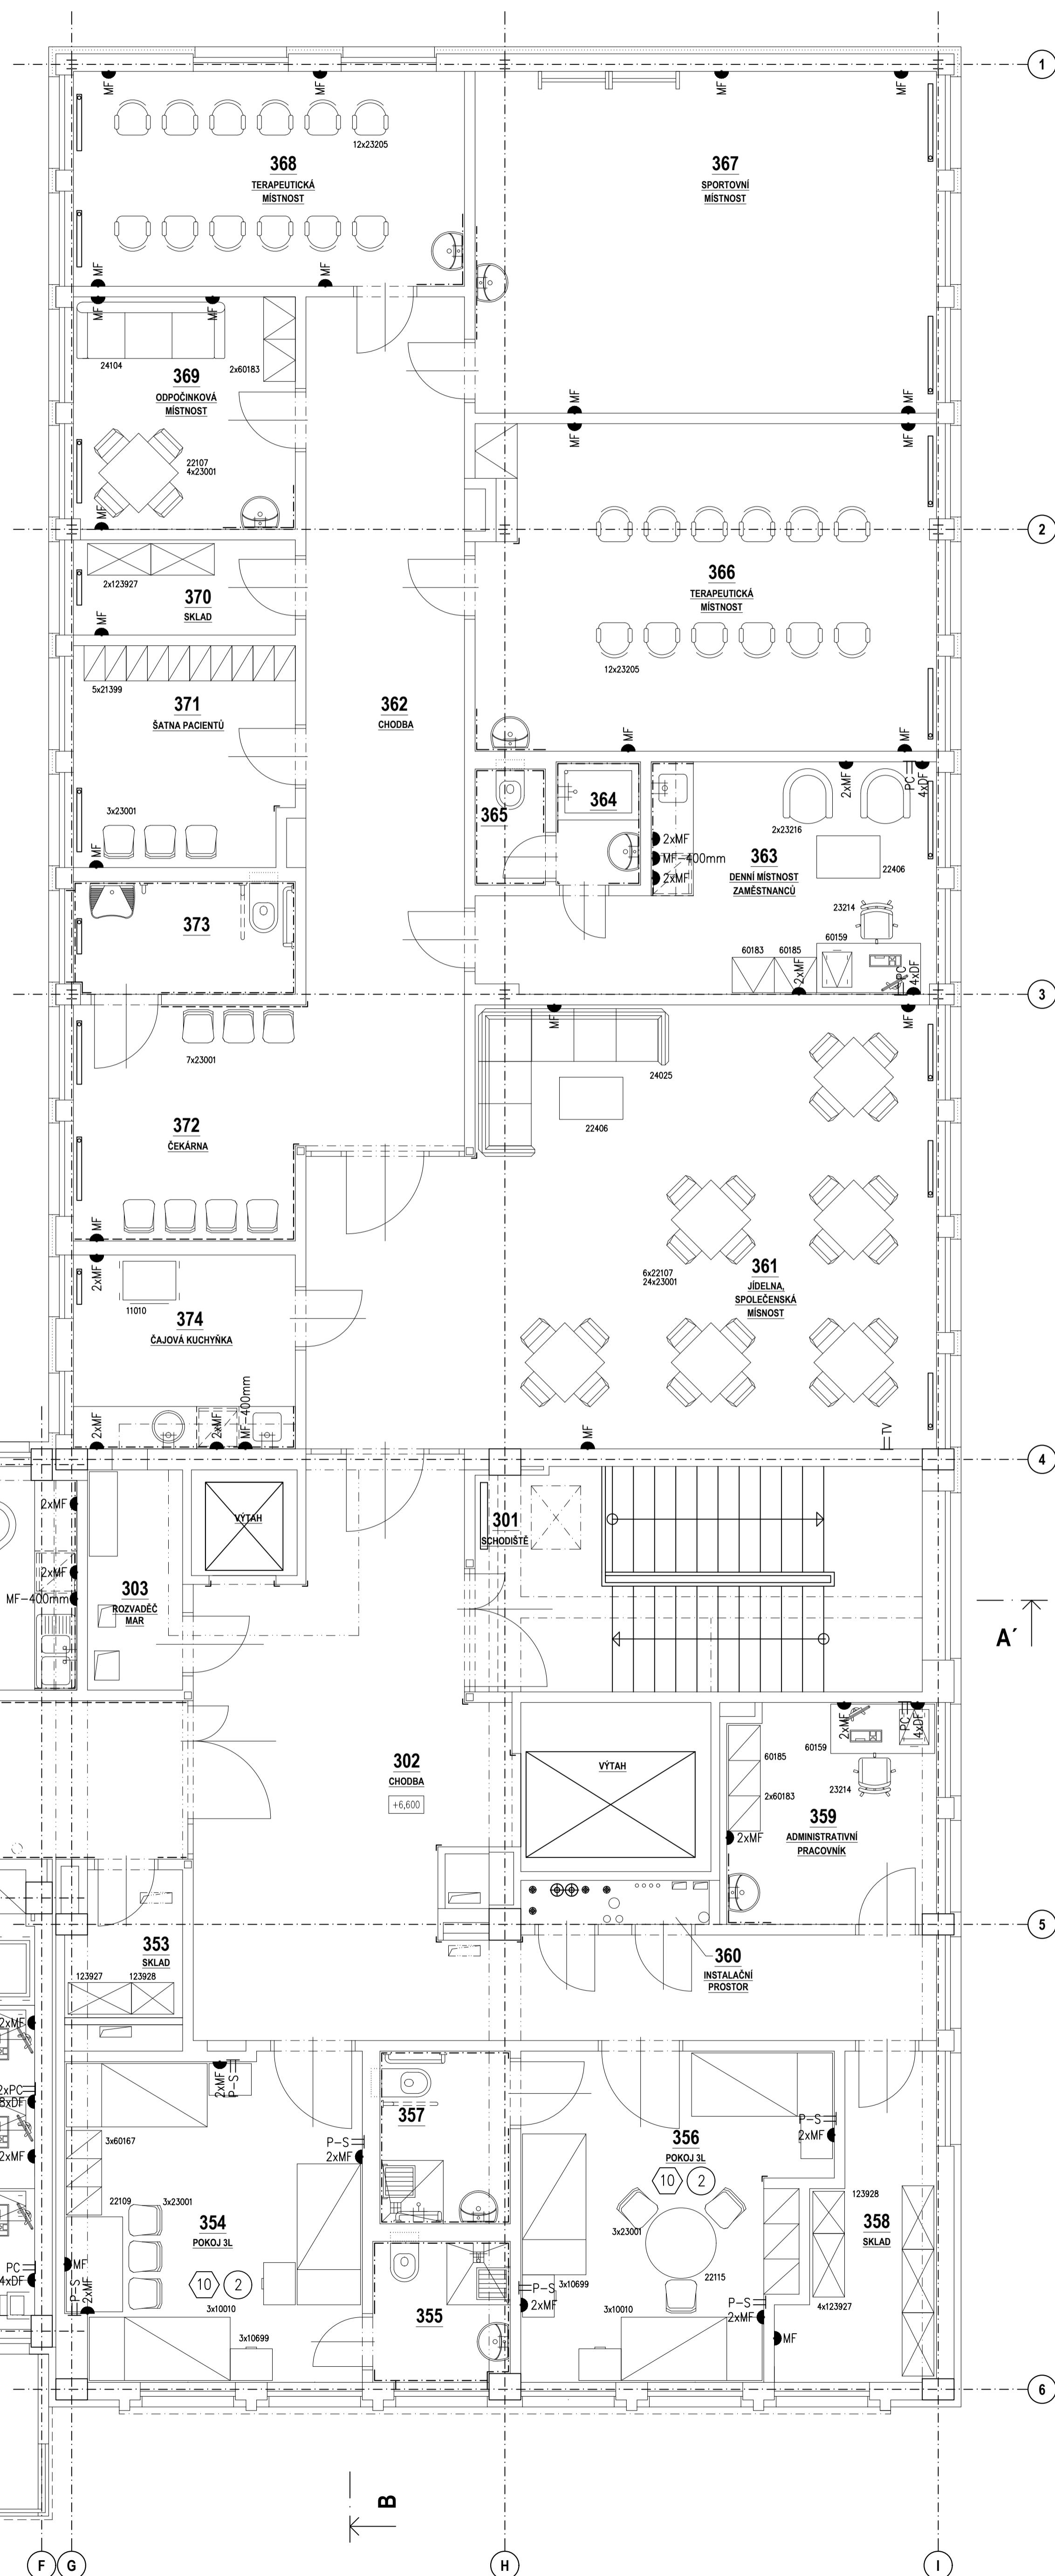 1
MF
MF
MF
MF
12x23205
368
TERAPEUTICKÁ
MÍSTNOST
367
SPORTOVNÍ
MÍSTNOST
MF
MF
MF
MF
24104
2x60183
369
ODPOČINKOVÁ
MÍSTNOST
MF
MF
MF
MF
22107
4x23001
MF
2
2x123927
370
SKLAD
366
TERAPEUTICKÁ
MÍSTNOST
MF
12x23205
5x21399
371
ŠATNA PACIENTŮ
362
CHODBA
MF
MF
3x23001
MF
365
364
2xMF
MF-400mm
2xMF
2xMF
PC
4xDF
2x23216
363
DENNÍ MÍSTNOST
ZAMĚSTNANCŮ
22406
23214
60159
60183
60185
2xMF
PC
4xDF
373
3
7x23001
MF
MF
24025
22406
372
ČEKÁRNA
MF
2xMF
11010
374
ČAJOVÁ KUCHYŇKA
6x22107
24x23001
361
JÍDELNA,
SPOLEČENSKÁ
MÍSNOST
2xMF
2xMF
MF-400mm
MF
TV
4
2xMF
2xMF
MF-400mm
VÝTAH
301
SCHODIŠTĚ
303
ROZVADĚČ
MAR
A´
302
CHODBA
+6,600
VÝTAH
2xMF
PC
4xDF
60159
60185
2x60183
23214
2xMF
359
ADMINISTRATIVNÍ
PRACOVNÍK
5
353
SKLAD
123927
123928
360
INSTALAČNÍ
PROSTOR
2xMF
2xPC
8xDF
2xMF
PC
4xDF
2xMF
P-S
3x60167
P-S
2xMF
357
22109
3x23001
354
POKOJ 3L
10
2
MF
P-S
2xMF
3x10010
3x10699
355
356
POKOJ 3L
10
2
P-S
2xMF
3x23001
22115
P-S
2xMF
3x10699
3x10010
P-S
2xMF
MF
123928
358
SKLAD
4x123927
6
B
F
G
H
I